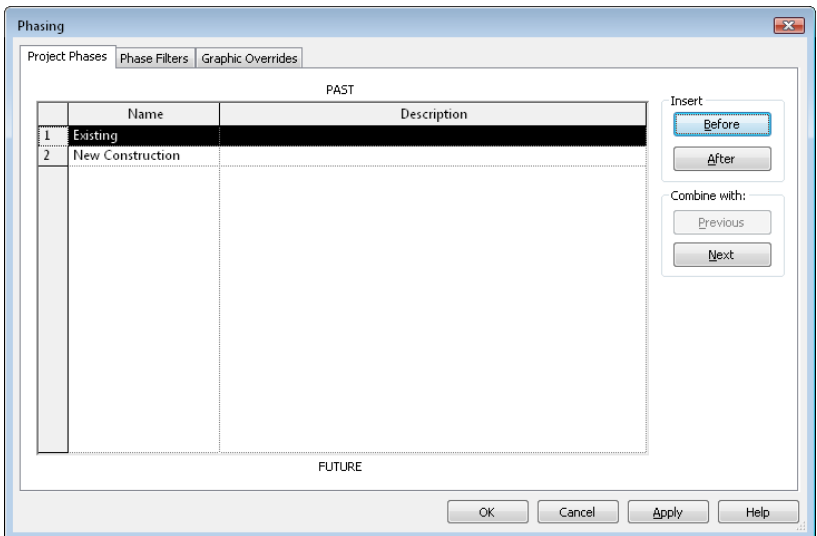 Phasing
Project Phases Phase Filters Graphic Overrides
PAST
Name Description
1 Existing
2 New Construction
FUTURE
Insert
Before
After
Combine with:
Previous
Next
OK Cancel Apply Help